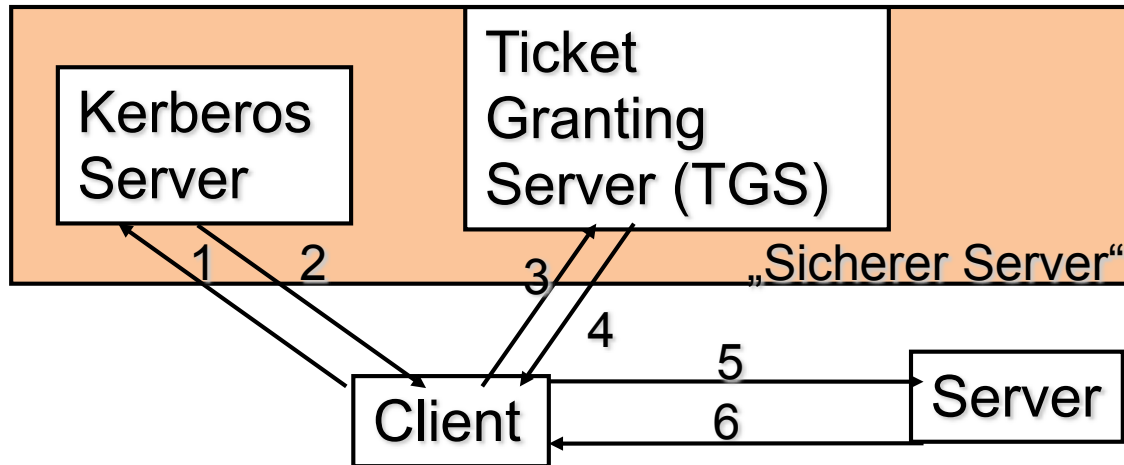 Kerberos
Server
Ticket
Granting
Server (TGS)
„Sicherer Server“
1
2
3
4
5
6
Client
Server